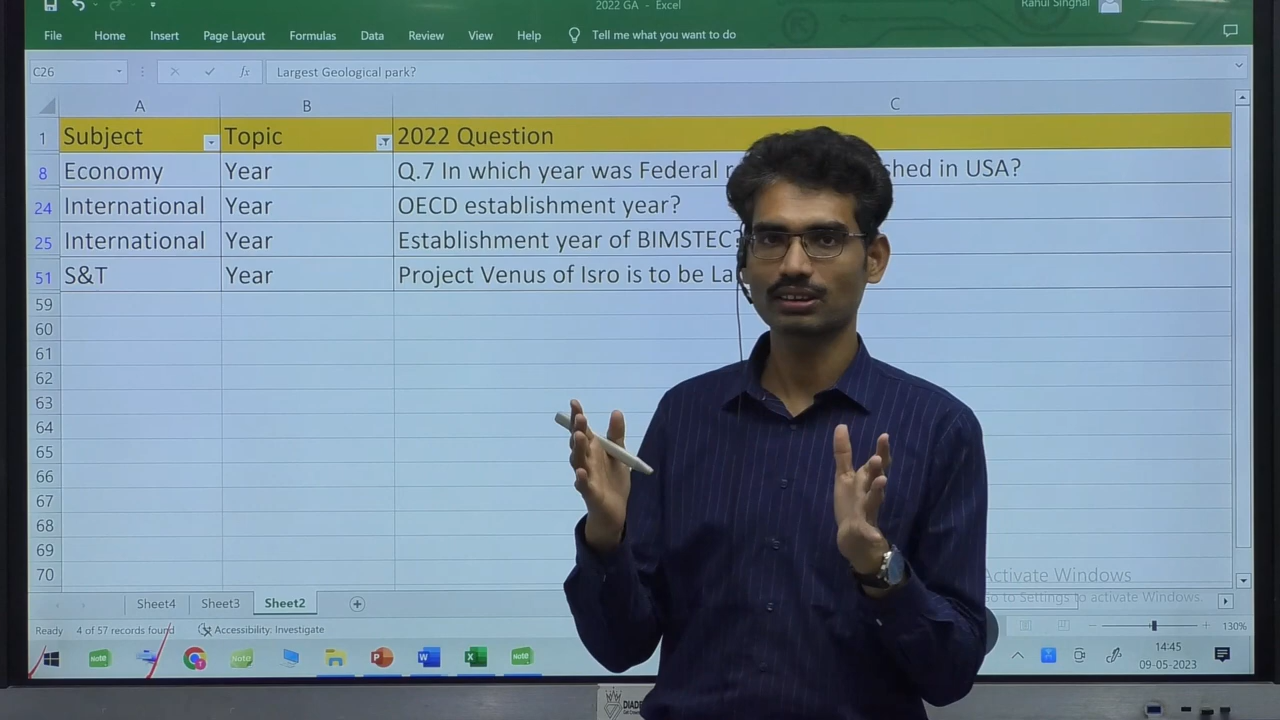 2022 GA - Excel
Rahul Singhal
File Home Insert Page Layout Formulas Data Review View Help Tell me what you want to do
C26 fx Largest Geological park?
A B C
1 Subject Topic 2022 Question
8 Economy Year Q.7 In which year was Federal shed in USA?
24 International Year OECD establishment year?
25 International Year Establishment year of BIMSTEC?
51 S&T Year Project Venus of Isro is to be La
59
60
61
62
63
64
65
66
67
68
69
70
Activate Windows
Go to Settings to activate Windows.
Sheet4 Sheet3 Sheet2
Ready 4 of 57 records found Accessibility: Investigate 130%
Note Note Note
14:45
09-05-2023